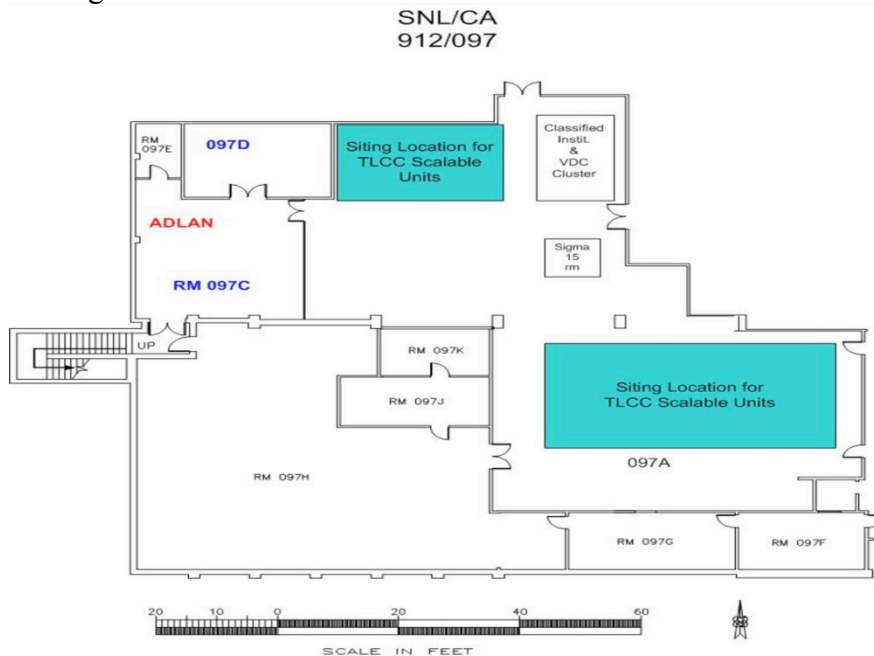 SNL/CA
912/097
RM
097E
097D
Siting Location for
TLCC Scalable
Units
Classified
Instit.
&
VDC
Cluster
ADLAN
RM 097C
Sigma
15
rm
UP
RM 097K
RM 097J
Siting Location for
TLCC Scalable Units
097A
RM 097H
RM 097G
RM 097F
20 10 0 20 40 60
SCALE IN FEET